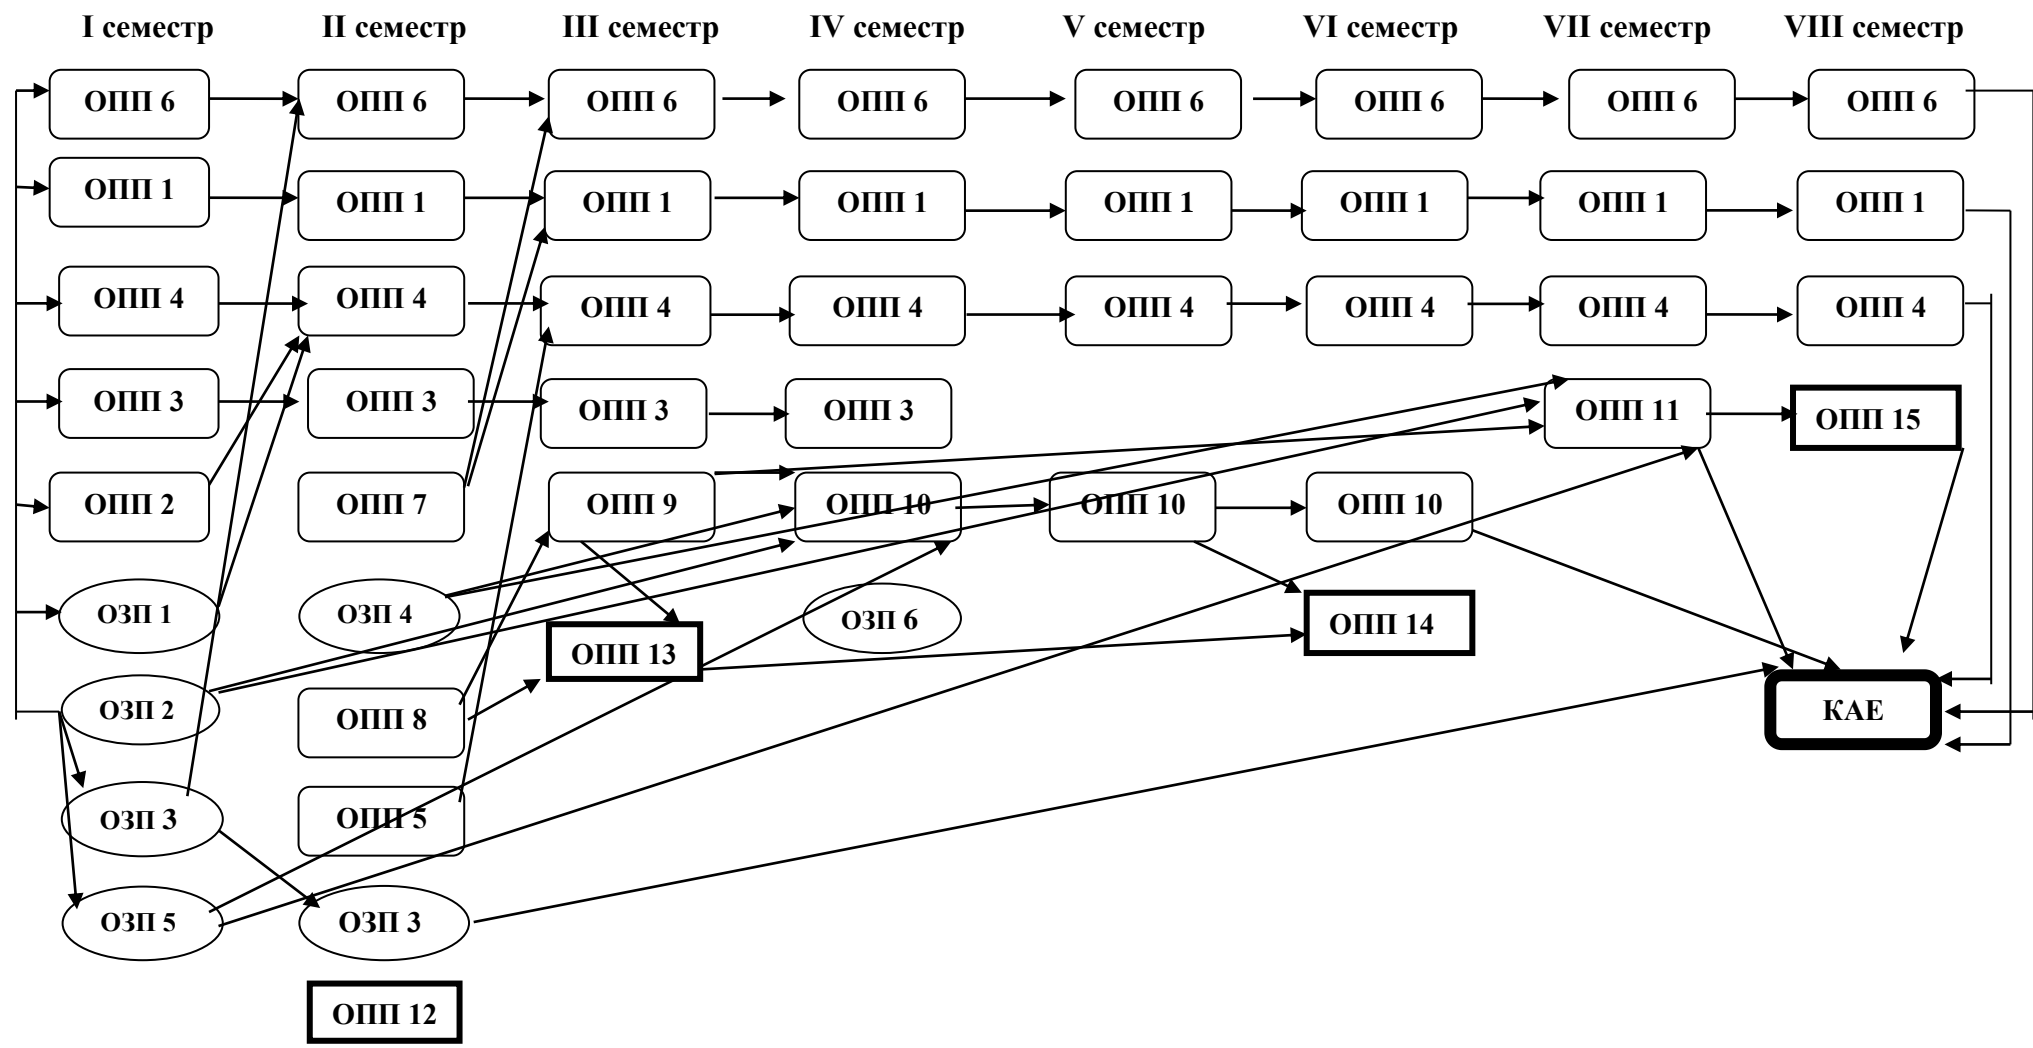 I семестр II семестр III семестр IV семестр V семестр VI семестр VII семестр VIII семестр
ОПП 6 ОПП 6 ОПП 6 ОПП 6 ОПП 6 ОПП 6 ОПП 6 ОПП 6
ОПП 1 ОПП 1 ОПП 1 ОПП 1 ОПП 1 ОПП 1 ОПП 1 ОПП 1
ОПП 4 ОПП 4 ОПП 4 ОПП 4 ОПП 4 ОПП 4 ОПП 4 ОПП 4
ОПП 3 ОПП 3 ОПП 3 ОПП 3 ОПП 11 ОПП 15
ОПП 2 ОПП 7 ОПП 9 ОПП 10 ОПП 10 ОПП 10
ОЗП 1 ОЗП 4 ОЗП 6 ОПП 14
ОПП 13
ОЗП 2 ОПП 8 КАЕ
ОЗП 3 ОПП 5
ОЗП 5 ОЗП 3
ОПП 12